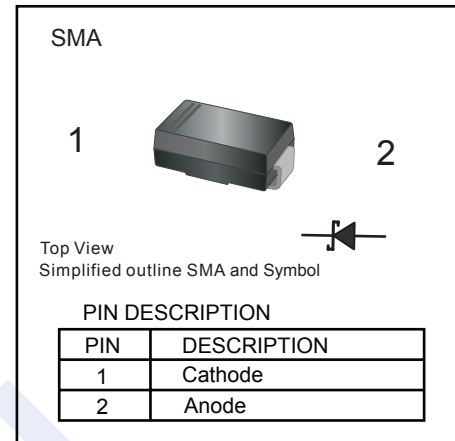 SMA
1
2
Top View
Simplified outline SMA and Symbol
PIN DESCRIPTION
PIN DESCRIPTION
1 Cathode
2 Anode